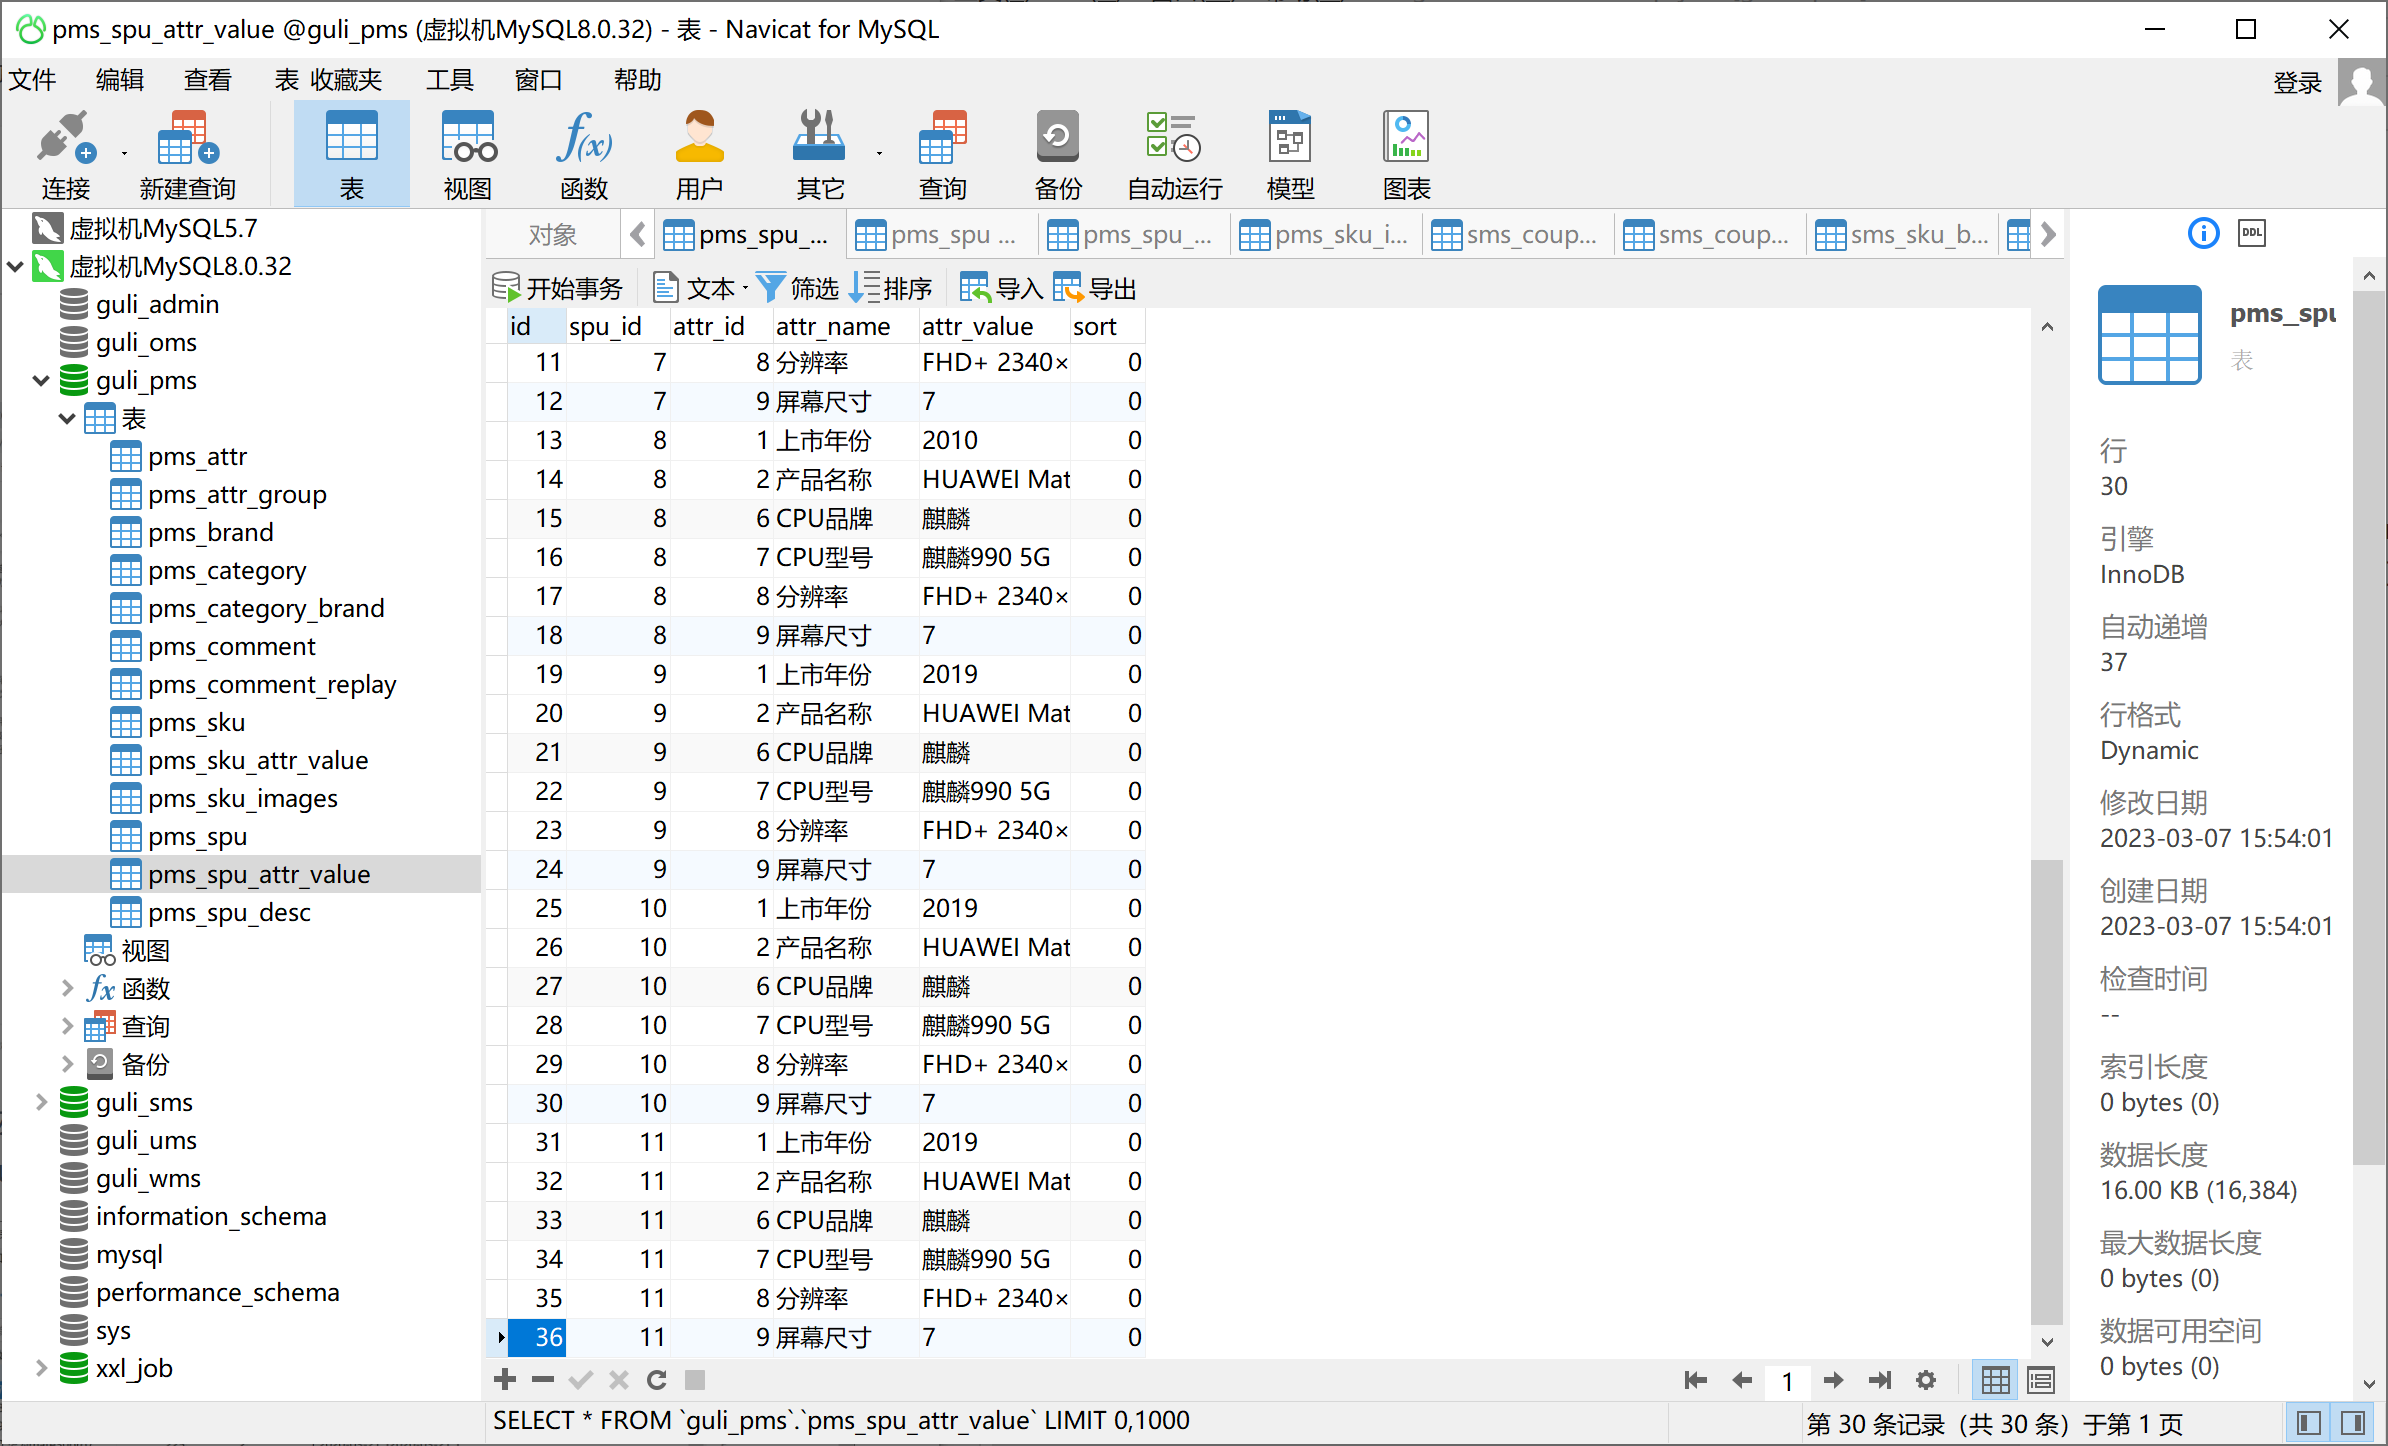 pms_spu_attr_value @guli_pms (虚拟机MySQL8.0.32) - 表 - Navicat for MySQL
文件 编辑 查看 表 收藏夹 工具 窗口 帮助 登录
连接 新建查询 表 视图 函数 用户 其它 查询 备份 自动运行 模型 图表
虚拟机MySQL5.7
虚拟机MySQL8.0.32
guli_admin
guli_oms
guli_pms
表
pms_attr
pms_attr_group
pms_brand
pms_category
pms_category_brand
pms_comment
pms_comment_replay
pms_sku
pms_sku_attr_value
pms_sku_images
pms_spu
pms_spu_attr_value
pms_spu_desc
视图
函数
查询
备份
guli_sms
guli_ums
guli_wms
information_schema
mysql
performance_schema
sys
xxl_job
对象 pms_spu_... pms_spu ... pms_spu_... pms_sku_i... sms_coup... sms_coup... sms_sku_b...
开始事务 文本 筛选 排序 导入 导出
id spu_id attr_id attr_name attr_value sort
11 7 8 分辨率 FHD+ 2340× 0
12 7 9 屏幕尺寸 7 0
13 8 1 上市年份 2010 0
14 8 2 产品名称 HUAWEI Mat 0
15 8 6 CPU品牌 麒麟 0
16 8 7 CPU型号 麒麟990 5G 0
17 8 8 分辨率 FHD+ 2340× 0
18 8 9 屏幕尺寸 7 0
19 9 1 上市年份 2019 0
20 9 2 产品名称 HUAWEI Mat 0
21 9 6 CPU品牌 麒麟 0
22 9 7 CPU型号 麒麟990 5G 0
23 9 8 分辨率 FHD+ 2340× 0
24 9 9 屏幕尺寸 7 0
25 10 1 上市年份 2019 0
26 10 2 产品名称 HUAWEI Mat 0
27 10 6 CPU品牌 麒麟 0
28 10 7 CPU型号 麒麟990 5G 0
29 10 8 分辨率 FHD+ 2340× 0
30 10 9 屏幕尺寸 7 0
31 11 1 上市年份 2019 0
32 11 2 产品名称 HUAWEI Mat 0
33 11 6 CPU品牌 麒麟 0
34 11 7 CPU型号 麒麟990 5G 0
35 11 8 分辨率 FHD+ 2340× 0
36 11 9 屏幕尺寸 7 0
1
DDL
pms_spu
表
行
30
引擎
InnoDB
自动递增
37
行格式
Dynamic
修改日期
2023-03-07 15:54:01
创建日期
2023-03-07 15:54:01
检查时间
--
索引长度
0 bytes (0)
数据长度
16.00 KB (16,384)
最大数据长度
0 bytes (0)
数据可用空间
0 bytes (0)
SELECT * FROM `guli_pms`.`pms_spu_attr_value` LIMIT 0,1000
第 30 条记录 (共 30 条) 于第 1 页